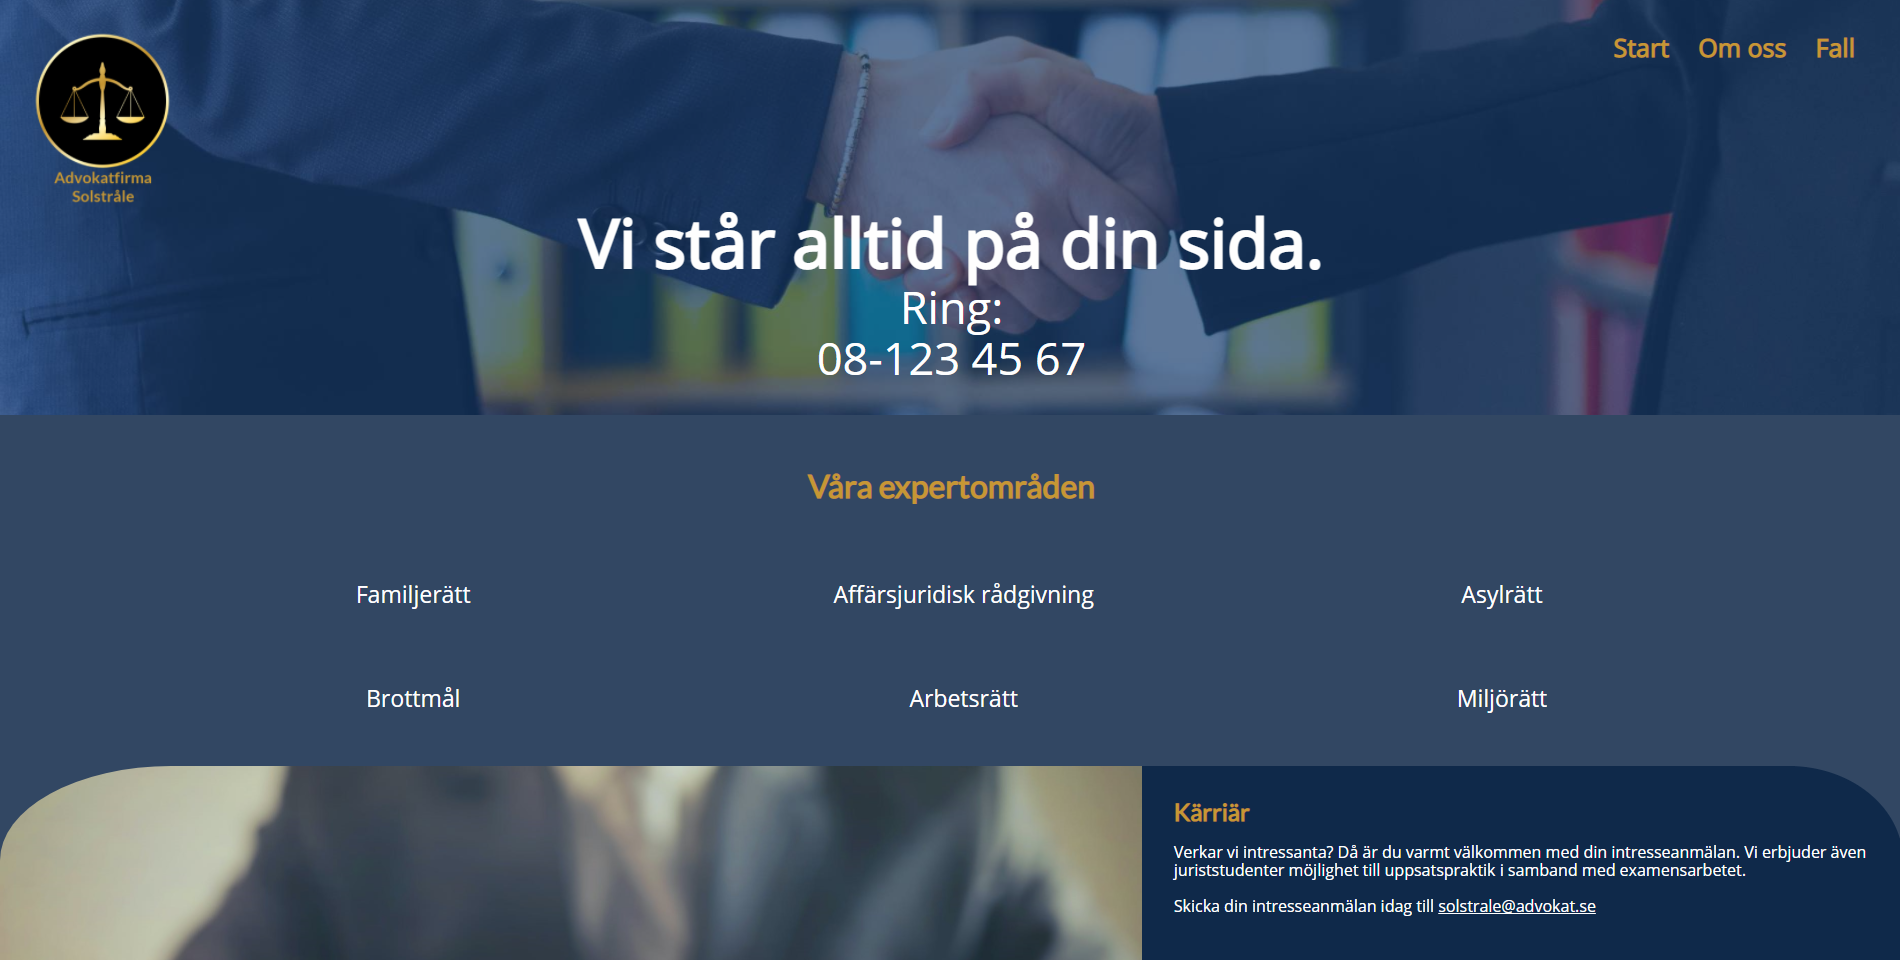 Start Om oss Fall
Advokatfirma
Solstråle
Vi står alltid på din sida.
Ring:
08-123 45 67
Våra expertområden
Familjerätt
Affärsjuridisk rådgivning
Asylrätt
Brottmål
Arbetsrätt
Miljörätt
Kärriär
Verkar vi intressanta? Då är du varmt välkommen med din intresseanmälan. Vi erbjuder även
juriststudenter möjlighet till uppsatspraktik i samband med examensarbetet.
Skicka din intresseanmälan idag till solstrale@advokat.se